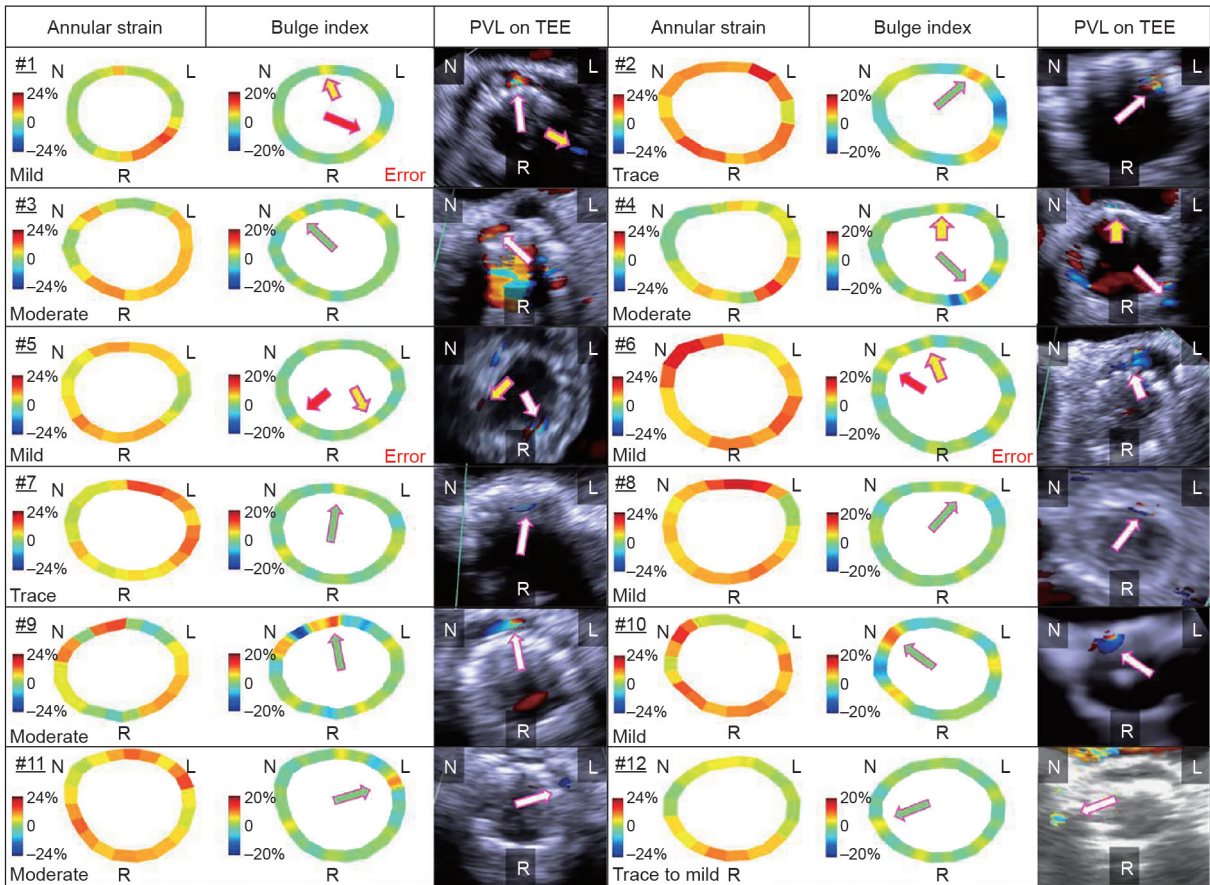 Annular strain Bulge index PVL on TEE Annular strain Bulge index PVL on TEE
#1 N L N L N L #2 N L N L N L
24% 20% 24% 20%
0 0 0 0
–24% –20% –24% –20%
Mild R R Error R Trace R R R
#3 N L N L N L #4 N L N L N L
24% 20% 24% 20%
0 0 0 0
–24% –20% –24% –20%
Moderate R R R Moderate R R R
#5 N L N L N L #6 N L N L N L
24% 20% 24% 20%
0 0 0 0
–24% –20% –24% –20%
Mild R R Error R Mild R R Error R
#7 N L N L N L #8 N L N L N L
24% 20% 24% 20%
0 0 0 0
–24% –20% –24% –20%
Trace R R R Mild R R R
#9 N L N L N L #10 N L N L N L
24% 20% 24% 20%
0 0 0 0
–24% –20% –24% –20%
Moderate R R R Mild R R R
#11 N L N L N L #12 N L N L N L
24% 20% 24% 20%
0 0 0 0
–24% –20% –24% –20%
Moderate R R R Trace to mild R R R